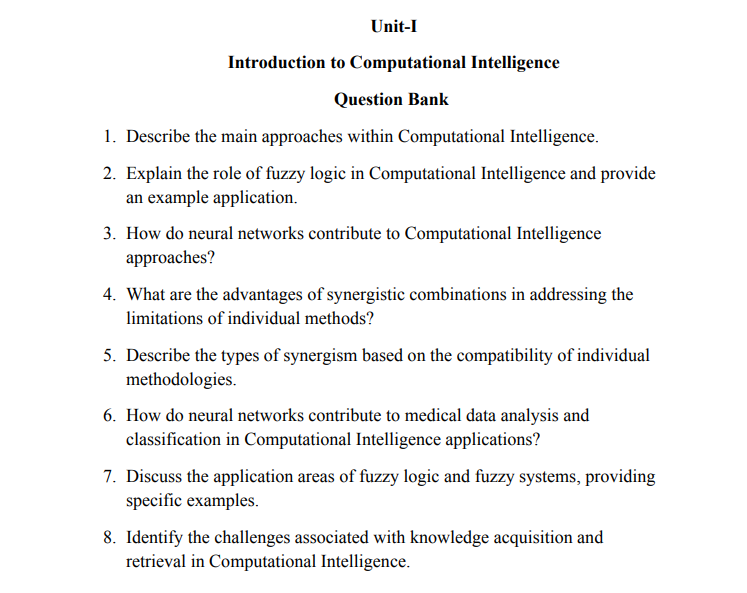 Unit-I
Introduction to Computational Intelligence
Question Bank
1. Describe the main approaches within Computational Intelligence.
2. Explain the role of fuzzy logic in Computational Intelligence and provide
an example application.
3. How do neural networks contribute to Computational Intelligence
approaches?
4. What are the advantages of synergistic combinations in addressing the
limitations of individual methods?
5. Describe the types of synergism based on the compatibility of individual
methodologies.
6. How do neural networks contribute to medical data analysis and
classification in Computational Intelligence applications?
7. Discuss the application areas of fuzzy logic and fuzzy systems, providing
specific examples.
8. Identify the challenges associated with knowledge acquisition and
retrieval in Computational Intelligence.